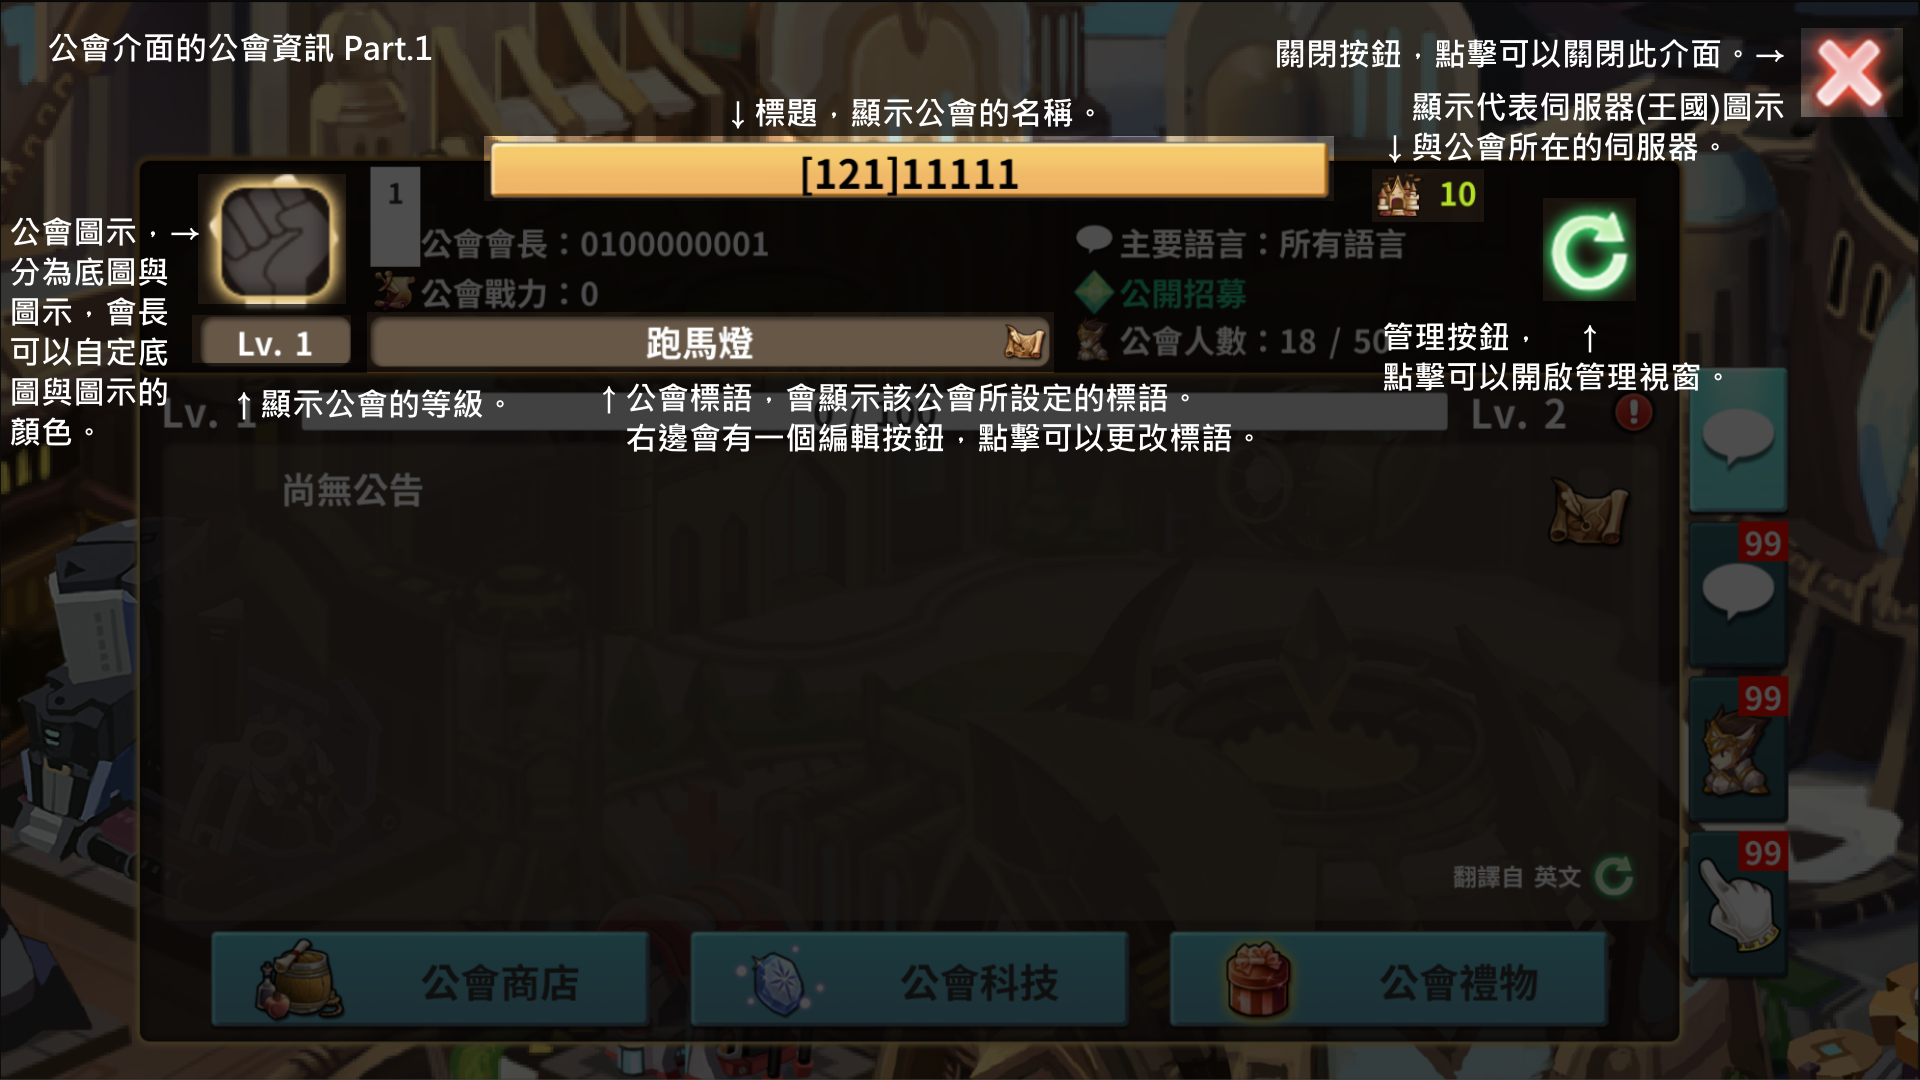 公會介面的公會資訊 Part.1
關閉按鈕，點擊可以關閉此介面。→
↓標題，顯示公會的名稱。
顯示代表伺服器(王國)圖示
↓與公會所在的伺服器。
[121]11111
1
10
公會圖示，→
分為底圖與
圖示，會長
可以自定底
圖與圖示的
顏色。
公會會長：0100000001
主要語言：所有語言
公會戰力：0
公開招募
Lv. 1
跑馬燈
公會人數：18 / 50
管理按鈕， ↑
點擊可以開啟管理視窗。
↑顯示公會的等級。
↑公會標語，會顯示該公會所設定的標語。
右邊會有一個編輯按鈕，點擊可以更改標語。
Lv. 1
Lv. 2
尚無公告
99
99
99
翻譯自 英文
公會商店
公會科技
公會禮物